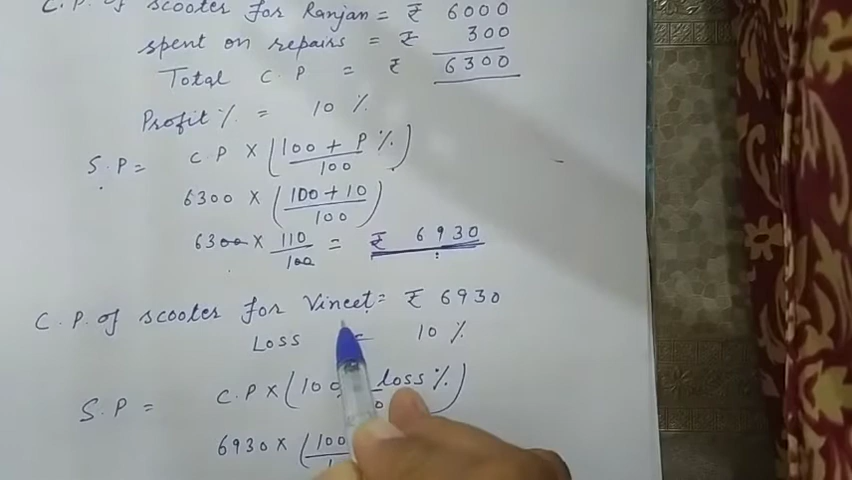 C.P. of scooter for Ranjan = ₹ 6000
spent on repairs = ₹ 300
Total C.P = ₹ 6300
Profit % = 10 %
S.P = C.P × (100 + P % / 100)
6300 × (100 + 10 / 100)
6300 × 110 / 100 = ₹ 6930
C.P. of scooter for Vineet = ₹ 6930
Loss = 10 %
S.P = C.P × (100 loss %)
6930 × (100